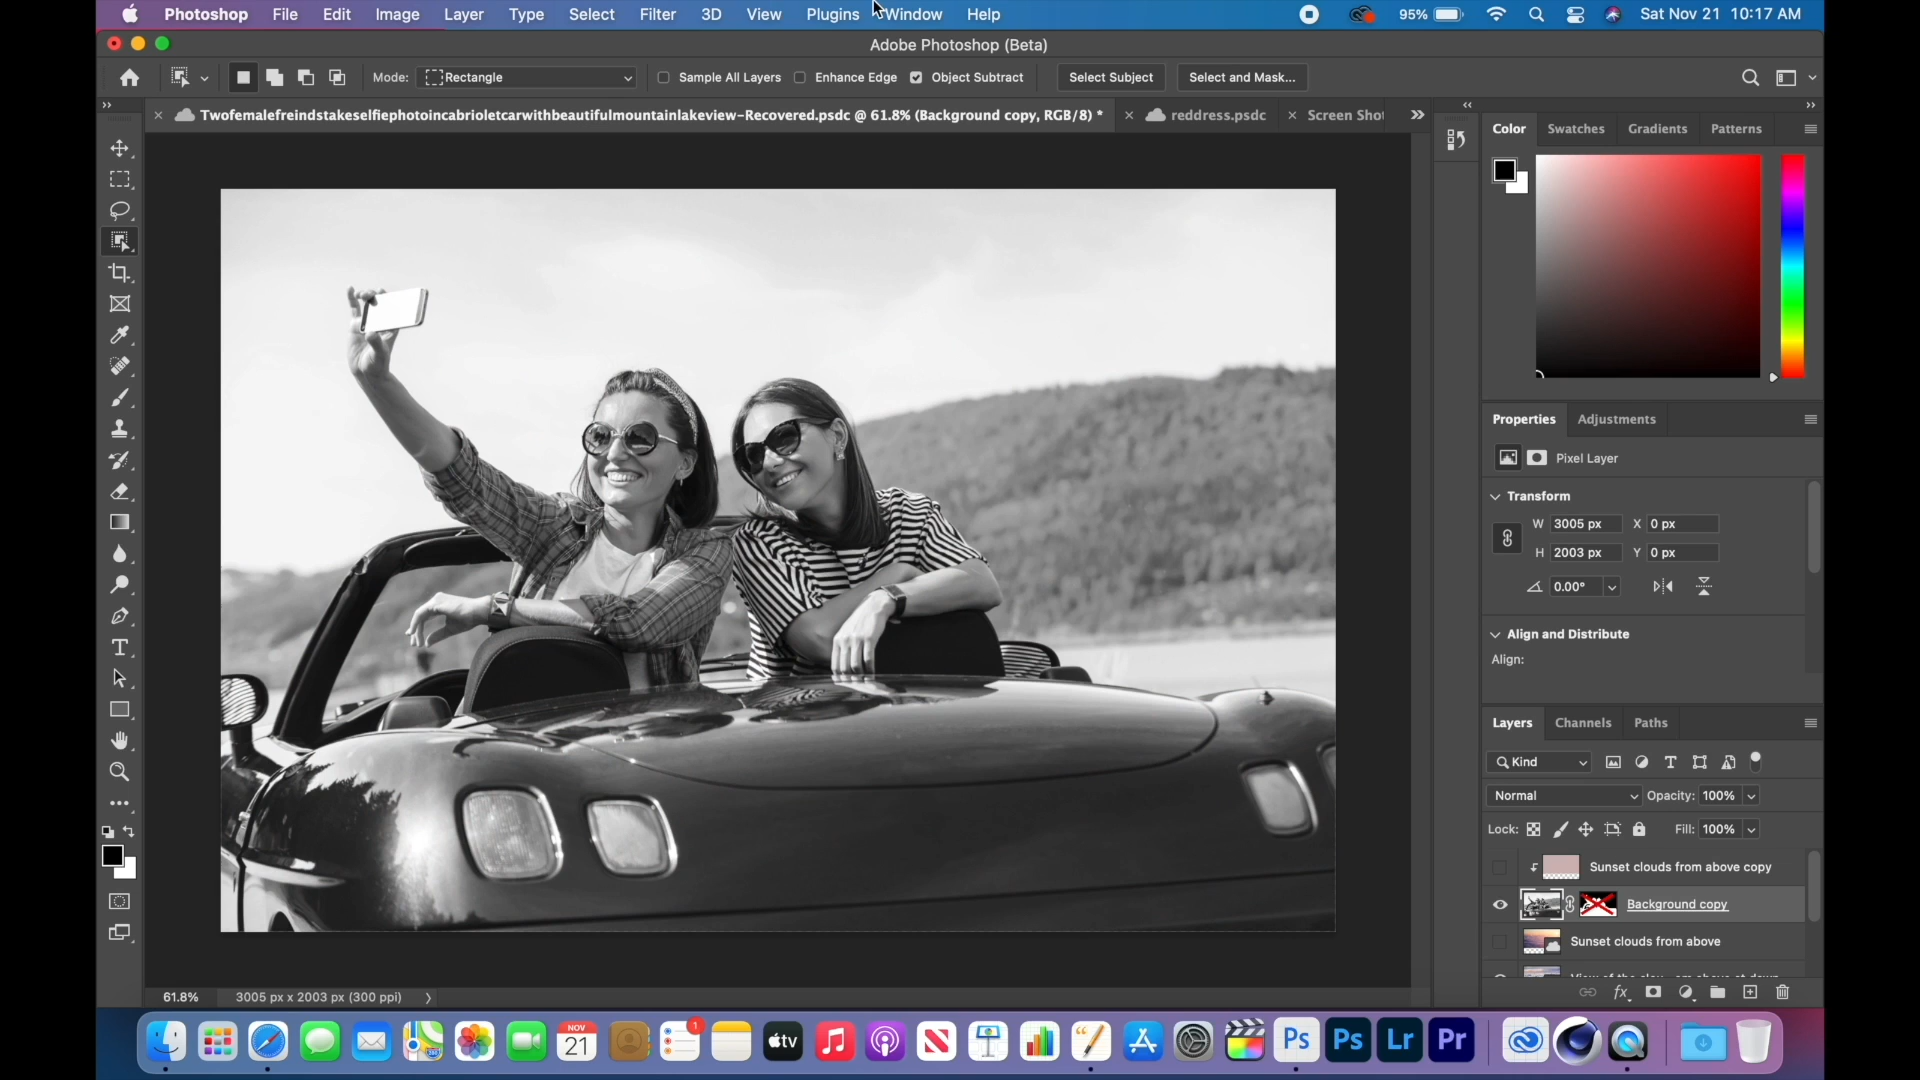 Photoshop File Edit Image Layer Type Select Filter 3D View Plugins Window Help 95% Sat Nov 21 10:17 AM
Adobe Photoshop (Beta)
Mode: Rectangle Sample All Layers Enhance Edge Object Subtract Select Subject Select and Mask...
Twofemalefreindstakeselfiephotoincabrioletcarwithbeautifulmountainlakeview-Recovered.psdc @ 61.8% (Background copy, RGB/8) * reddress.psdc Screen Shot
Color Swatches Gradients Patterns
Properties Adjustments
Pixel Layer
Transform
W 3005 px X 0 px
H 2003 px Y 0 px
0.00°
Align and Distribute
Align:
Layers Channels Paths
Kind
Normal Opacity: 100%
Lock: Fill: 100%
Sunset clouds from above copy
Background copy
Sunset clouds from above
61.8% 3005 px x 2003 px (300 ppi)
NOV
21
1
tv
Ps Ps Lr Pr